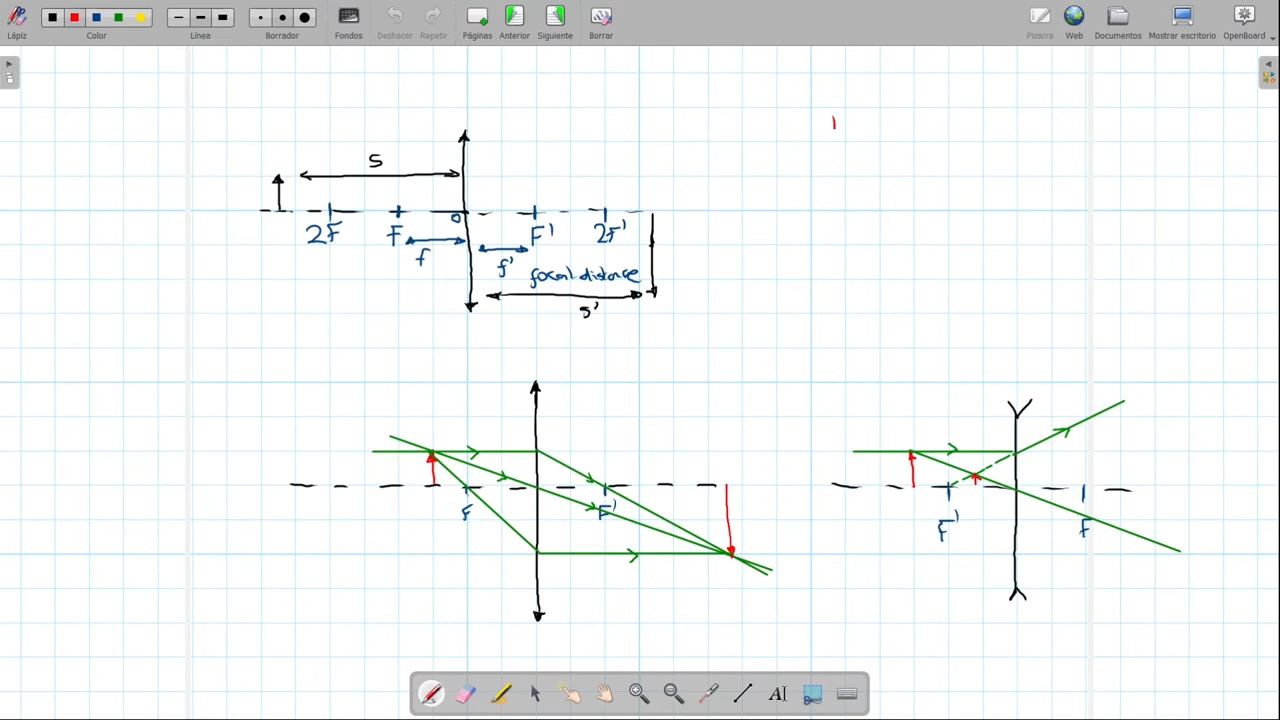 Lápiz Color Línea Borrador Fondos Deshacer Repetir Páginas Anterior Siguiente Borrar Pizarra Web Documentos Mostrar escritorio OpenBoard
s
2F F O F' 2F'
f f' focal distance
s'
F F' F' F